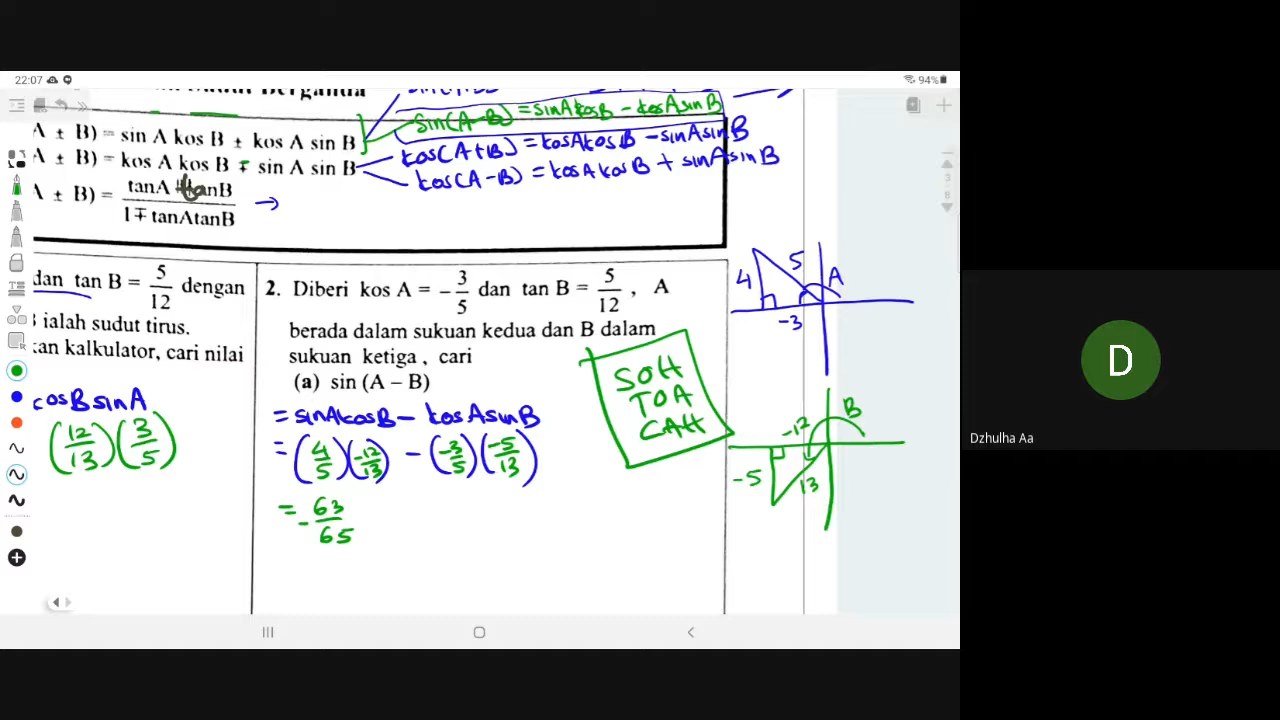 22:07
94%
sin(A-B) = sinAkosB - kosAsinB
A ± B) = sin A kos B ± kos A sin B
kos(A+B) = kosAkosB - sinAsinB
A ± B) = kos A kos B ∓ sin A sin B
kos(A-B) = kosAkosB + sinAsinB
A ± B) = tanA ± tanB / 1 ∓ tanAtanB →
dan tan B = 5/12 dengan
B ialah sudut tirus.
kan kalkulator, cari nilai
cosBsinA
(12/13)(3/5)
2. Diberi kos A = -3/5 dan tan B = 5/12 , A
berada dalam sukuan kedua dan B dalam
sukuan ketiga , cari
(a) sin (A – B)
= sinAkosB - kosAsinB
= (4/5)(-12/13) - (-3/5)(-5/13)
= -63/65
SOH
TOA
CAH
4 5 A
-3
-12 B
-5 13
D
Dzhulha Aa